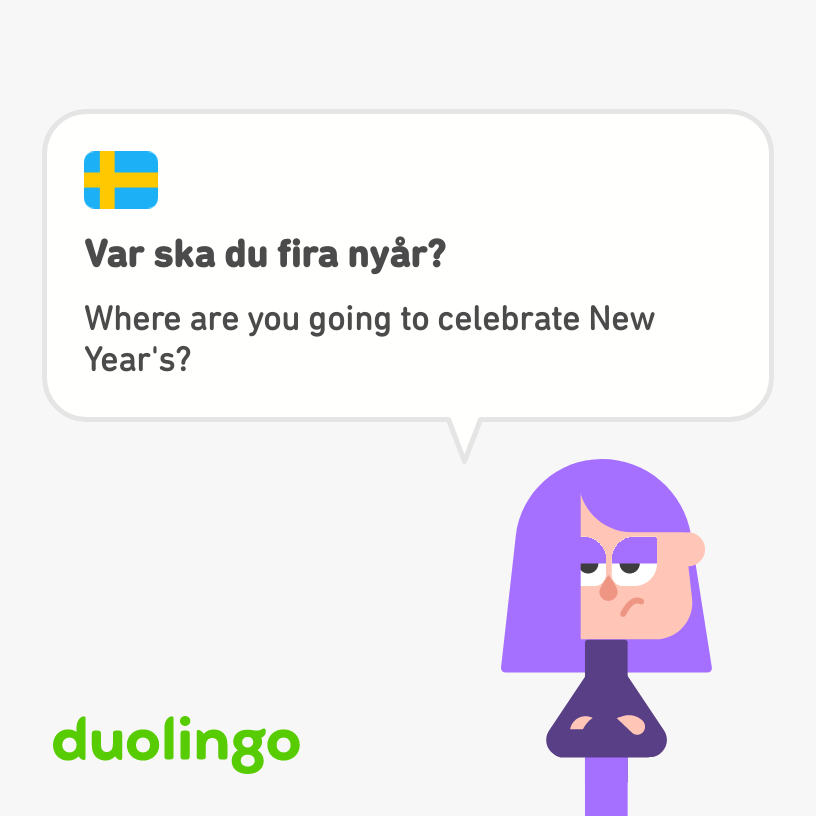 Var ska du fira nyår?
Where are you going to celebrate New
Year's?
duolingo